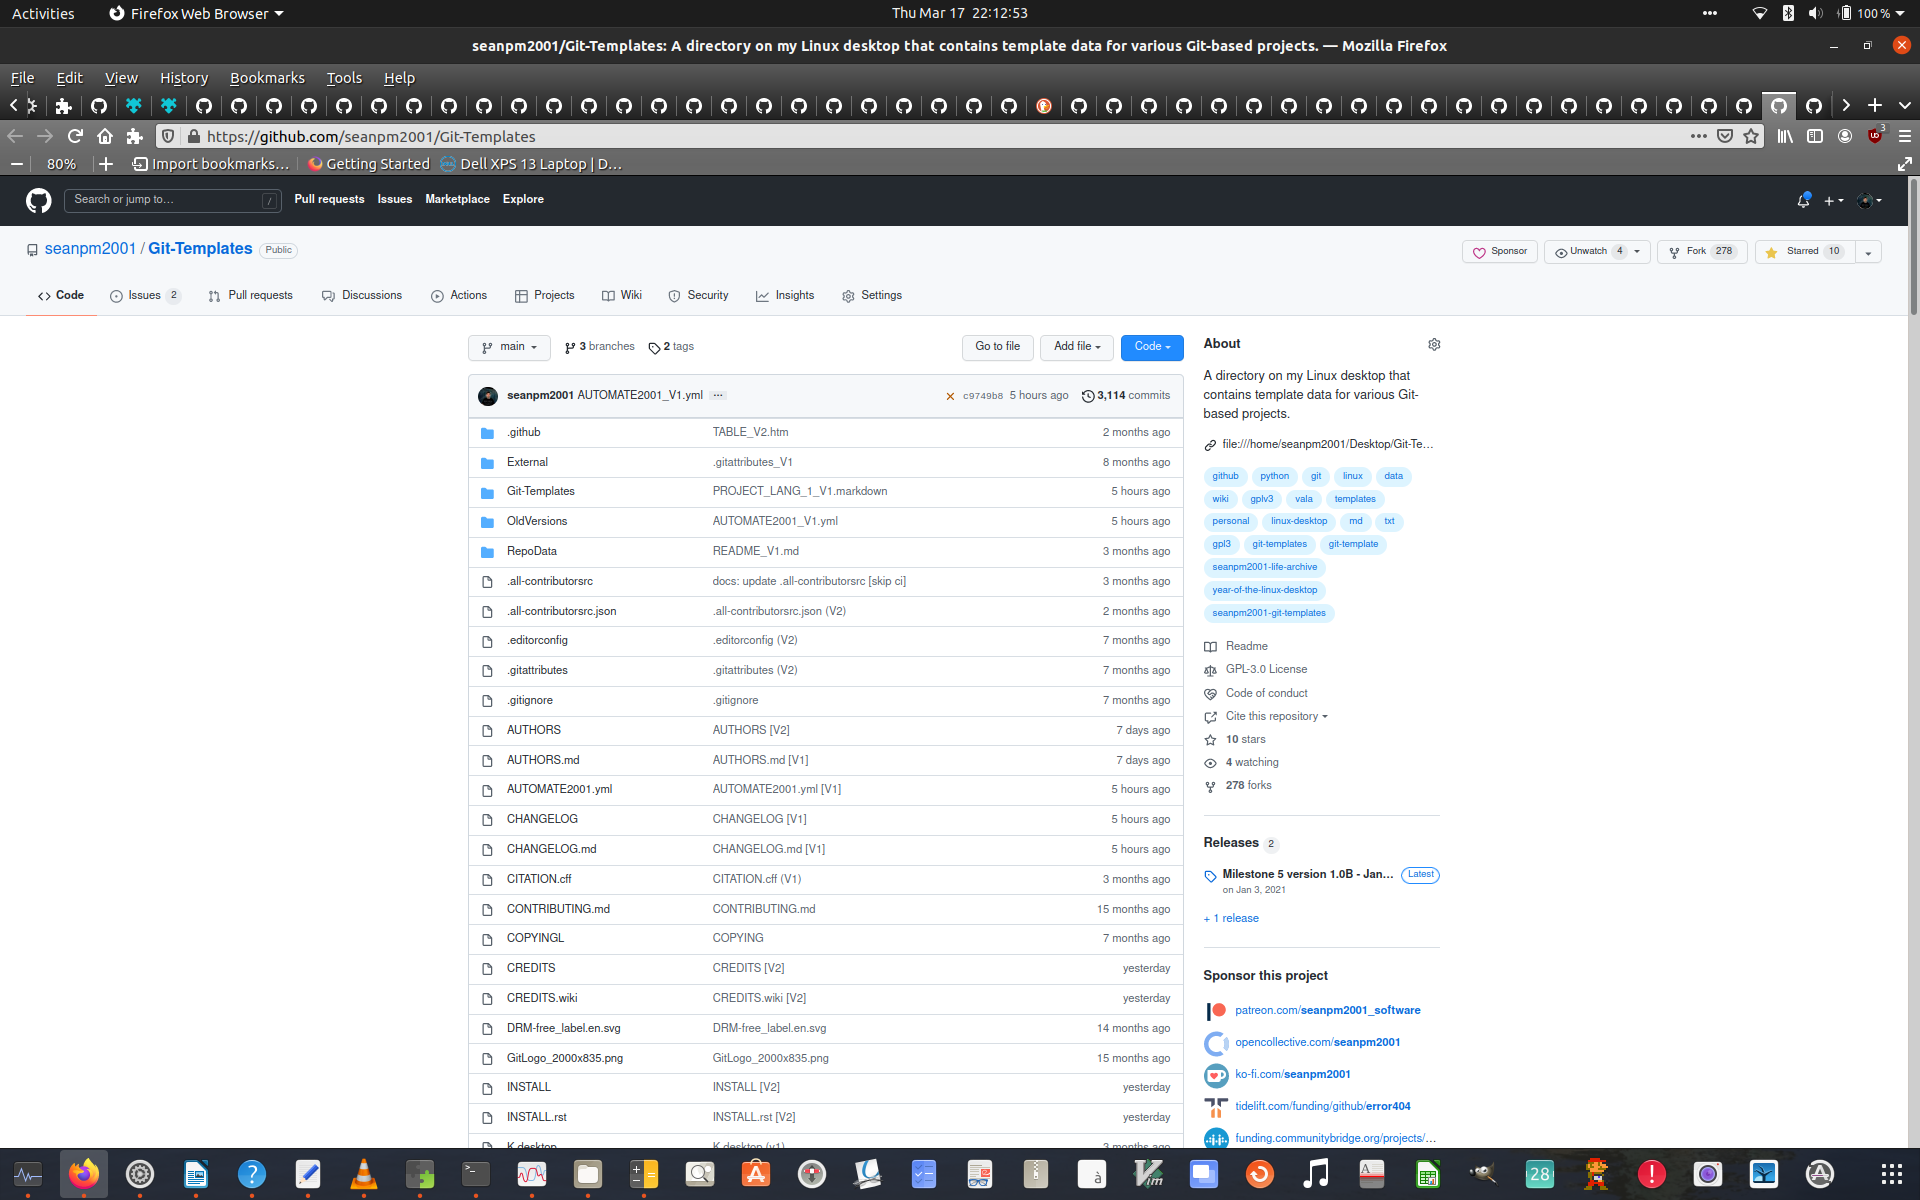 Activities Firefox Web Browser Thu Mar 17 22:12:53 100 %
seanpm2001/Git-Templates: A directory on my Linux desktop that contains template data for various Git-based projects. — Mozilla Firefox
File Edit View History Bookmarks Tools Help
https://github.com/seanpm2001/Git-Templates 3
80% Import bookmarks... Getting Started Dell XPS 13 Laptop | D...
Search or jump to... / Pull requests Issues Marketplace Explore
seanpm2001 / Git-Templates Public Sponsor Unwatch 4 Fork 278 Starred 10
Code Issues 2 Pull requests Discussions Actions Projects Wiki Security Insights Settings
main 3 branches 2 tags Go to file Add file Code
seanpm2001 AUTOMATE2001_V1.yml ... c9749b8 5 hours ago 3,114 commits
.github TABLE_V2.htm 2 months ago
External .gitattributes_V1 8 months ago
Git-Templates PROJECT_LANG_1_V1.markdown 5 hours ago
OldVersions AUTOMATE2001_V1.yml 5 hours ago
RepoData README_V1.md 3 months ago
.all-contributorsrc docs: update .all-contributorsrc [skip ci] 3 months ago
.all-contributorsrc.json .all-contributorsrc.json (V2) 2 months ago
.editorconfig .editorconfig (V2) 7 months ago
.gitattributes .gitattributes (V2) 7 months ago
.gitignore .gitignore 7 months ago
AUTHORS AUTHORS [V2] 7 days ago
AUTHORS.md AUTHORS.md [V1] 7 days ago
AUTOMATE2001.yml AUTOMATE2001.yml [V1] 5 hours ago
CHANGELOG CHANGELOG [V1] 5 hours ago
CHANGELOG.md CHANGELOG.md [V1] 5 hours ago
CITATION.cff CITATION.cff (V1) 3 months ago
CONTRIBUTING.md CONTRIBUTING.md 15 months ago
COPYINGL COPYING 7 months ago
CREDITS CREDITS [V2] yesterday
CREDITS.wiki CREDITS.wiki [V2] yesterday
DRM-free_label.en.svg DRM-free_label.en.svg 14 months ago
GitLogo_2000x835.png GitLogo_2000x835.png 15 months ago
INSTALL INSTALL [V2] yesterday
INSTALL.rst INSTALL.rst [V2] yesterday
K.desktop K.desktop (v1) 3 months ago
About
A directory on my Linux desktop that
contains template data for various Git-
based projects.
file:///home/seanpm2001/Desktop/Git-Te...
github python git linux data
wiki gplv3 vala templates
personal linux-desktop md txt
gpl3 git-templates git-template
seanpm2001-life-archive
year-of-the-linux-desktop
seanpm2001-git-templates
Readme
GPL-3.0 License
Code of conduct
Cite this repository
10 stars
4 watching
278 forks
Releases 2
Milestone 5 version 1.0B - Jan... Latest
on Jan 3, 2021
+ 1 release
Sponsor this project
patreon.com/seanpm2001_software
opencollective.com/seanpm2001
ko-fi.com/seanpm2001
tidelift.com/funding/github/error404
funding.communitybridge.org/projects/...
28